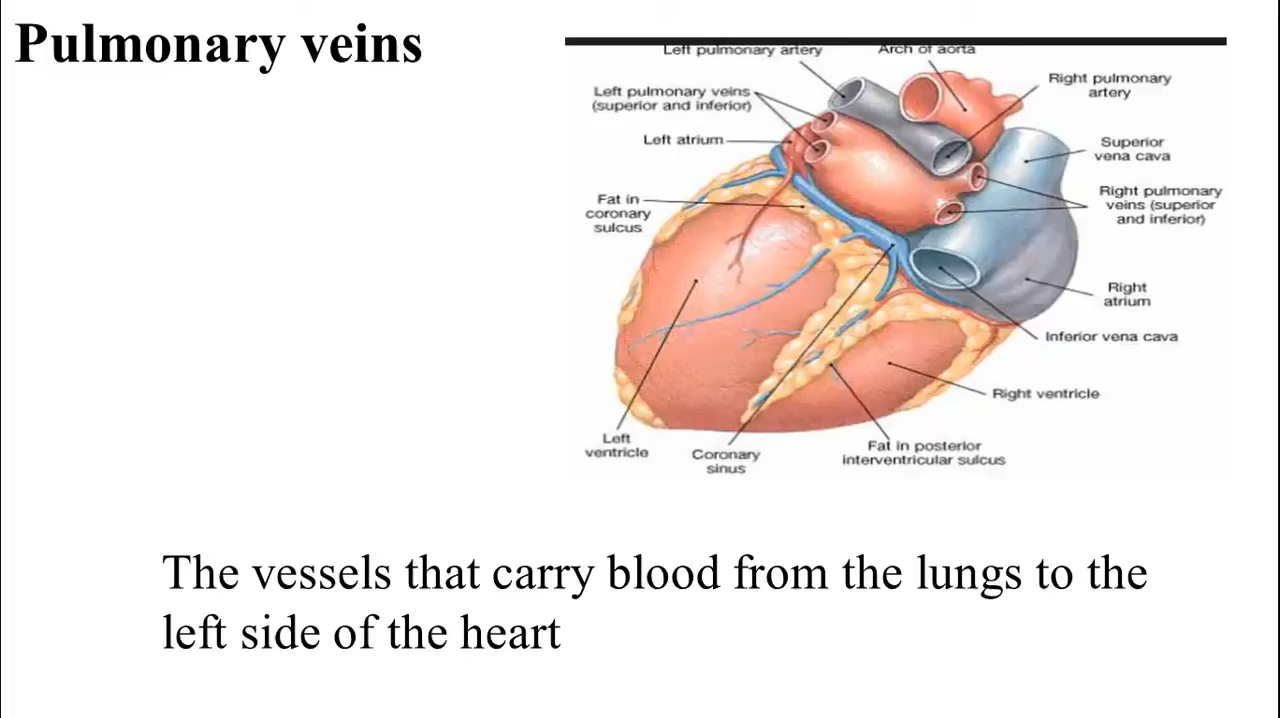 Pulmonary veins
Left pulmonary artery
Arch of aorta
Right pulmonary
artery
Left pulmonary veins
(superior and inferior)
Left atrium
Superior
vena cava
Right pulmonary
veins (superior
and inferior)
Fat in
coronary
sulcus
Right
atrium
Inferior vena cava
Right ventricle
Left
ventricle
Coronary
sinus
Fat in posterior
interventricular sulcus
The vessels that carry blood from the lungs to the
left side of the heart